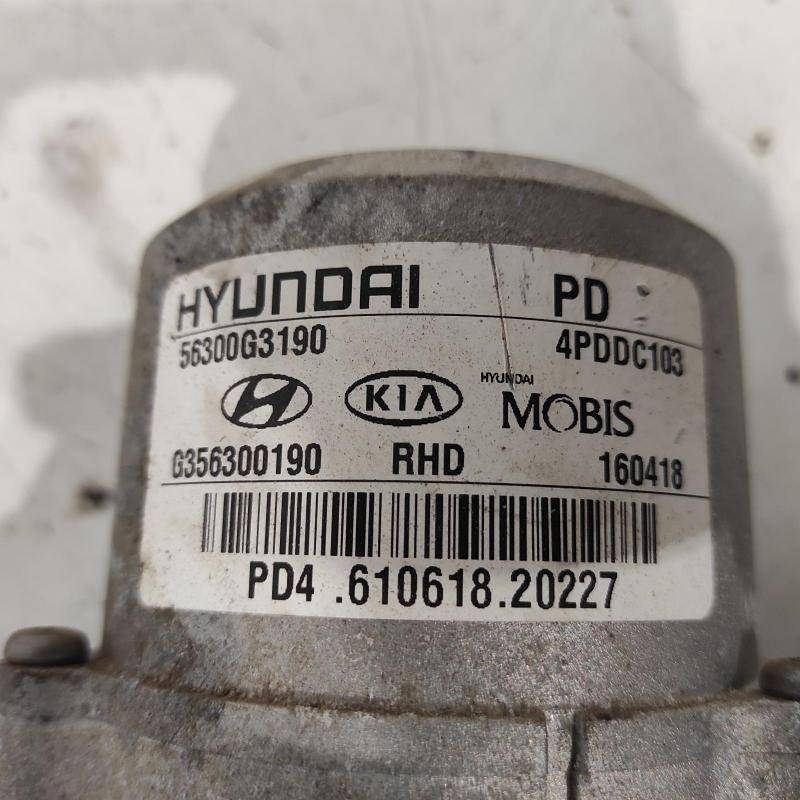 HYUNDAI PD
56300G3190 4PDDC103
KIA HYUNDAI MOBIS
G356300190 RHD 160418
PD4 .610618.20227